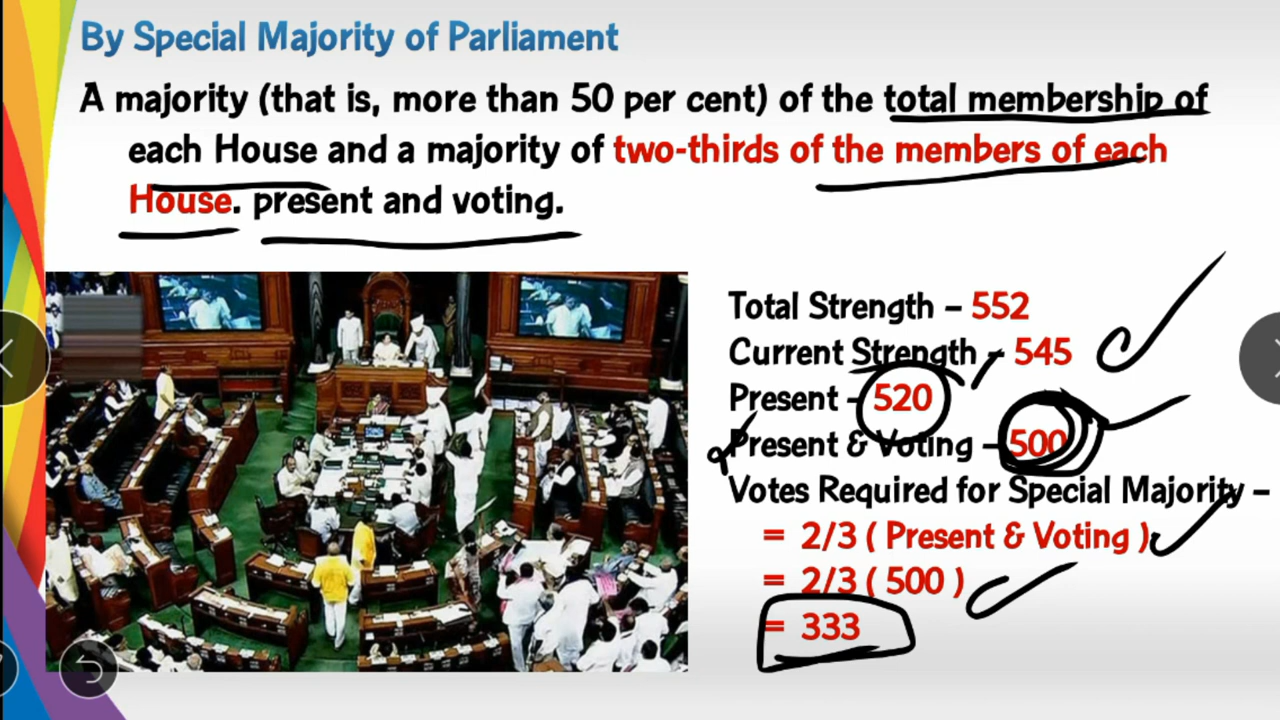 By Special Majority of Parliament
A majority (that is, more than 50 per cent) of the total membership of
each House and a majority of two-thirds of the members of each
House. present and voting.
Total Strength – 552
Current Strength – 545
Present – 520
Present & Voting – 500
Votes Required for Special Majority –
= 2/3 ( Present & Voting )
= 2/3 ( 500 )
= 333